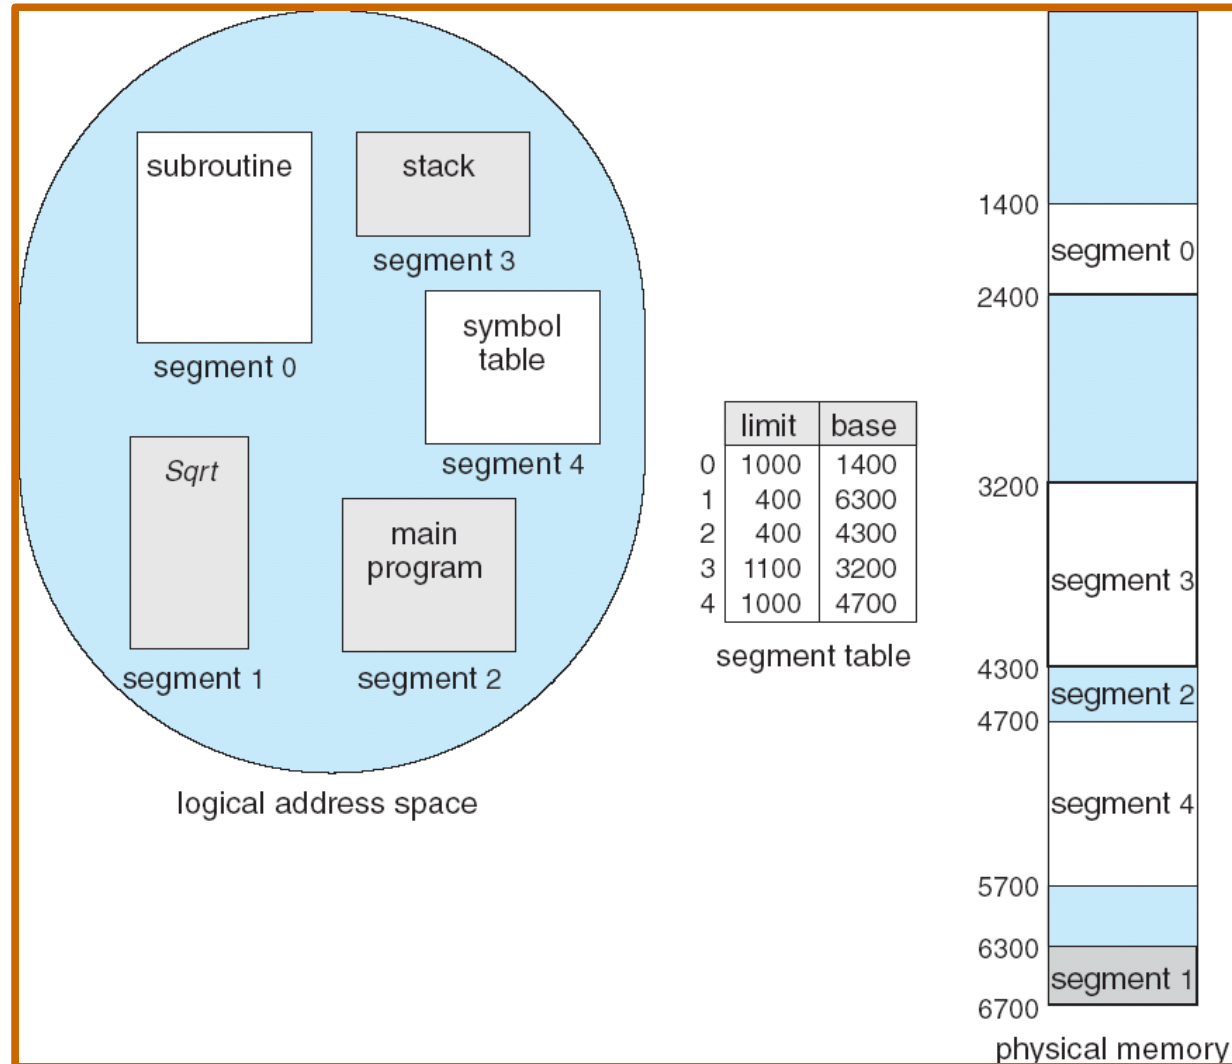 subroutine
segment 0
stack
segment 3
symbol
table
segment 4
Sqrt
segment 1
main
program
segment 2
logical address space
limit base
0 1000 1400
1 400 6300
2 400 4300
3 1100 3200
4 1000 4700
segment table
1400
segment 0
2400
3200
segment 3
4300
segment 2
4700
segment 4
5700
6300
segment 1
6700
physical memory